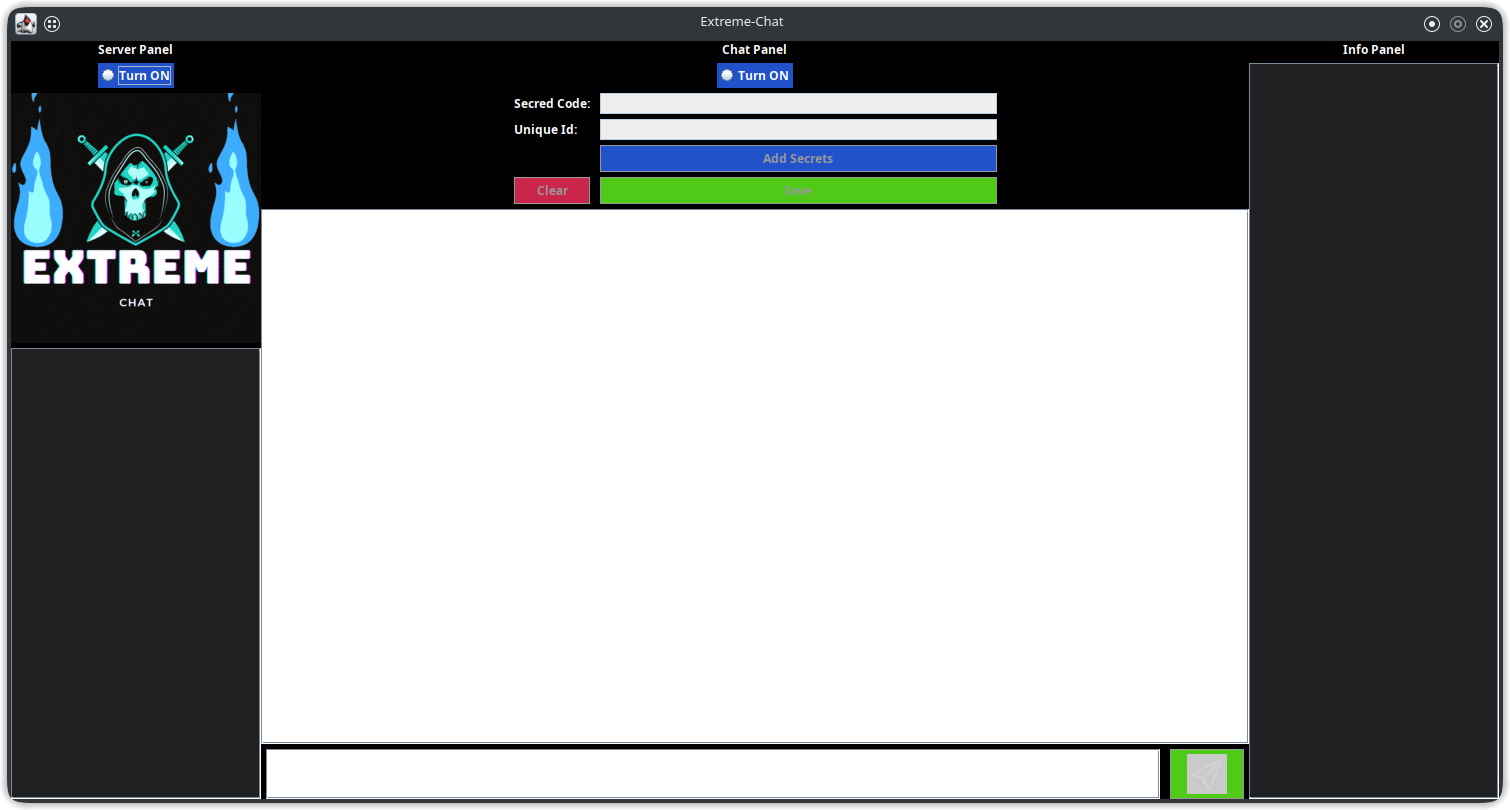 Extreme-Chat
Server Panel
Chat Panel
Info Panel
Turn ON
Turn ON
Secred Code:
Unique Id:
Add Secrets
Clear
Save
EXTREME
CHAT